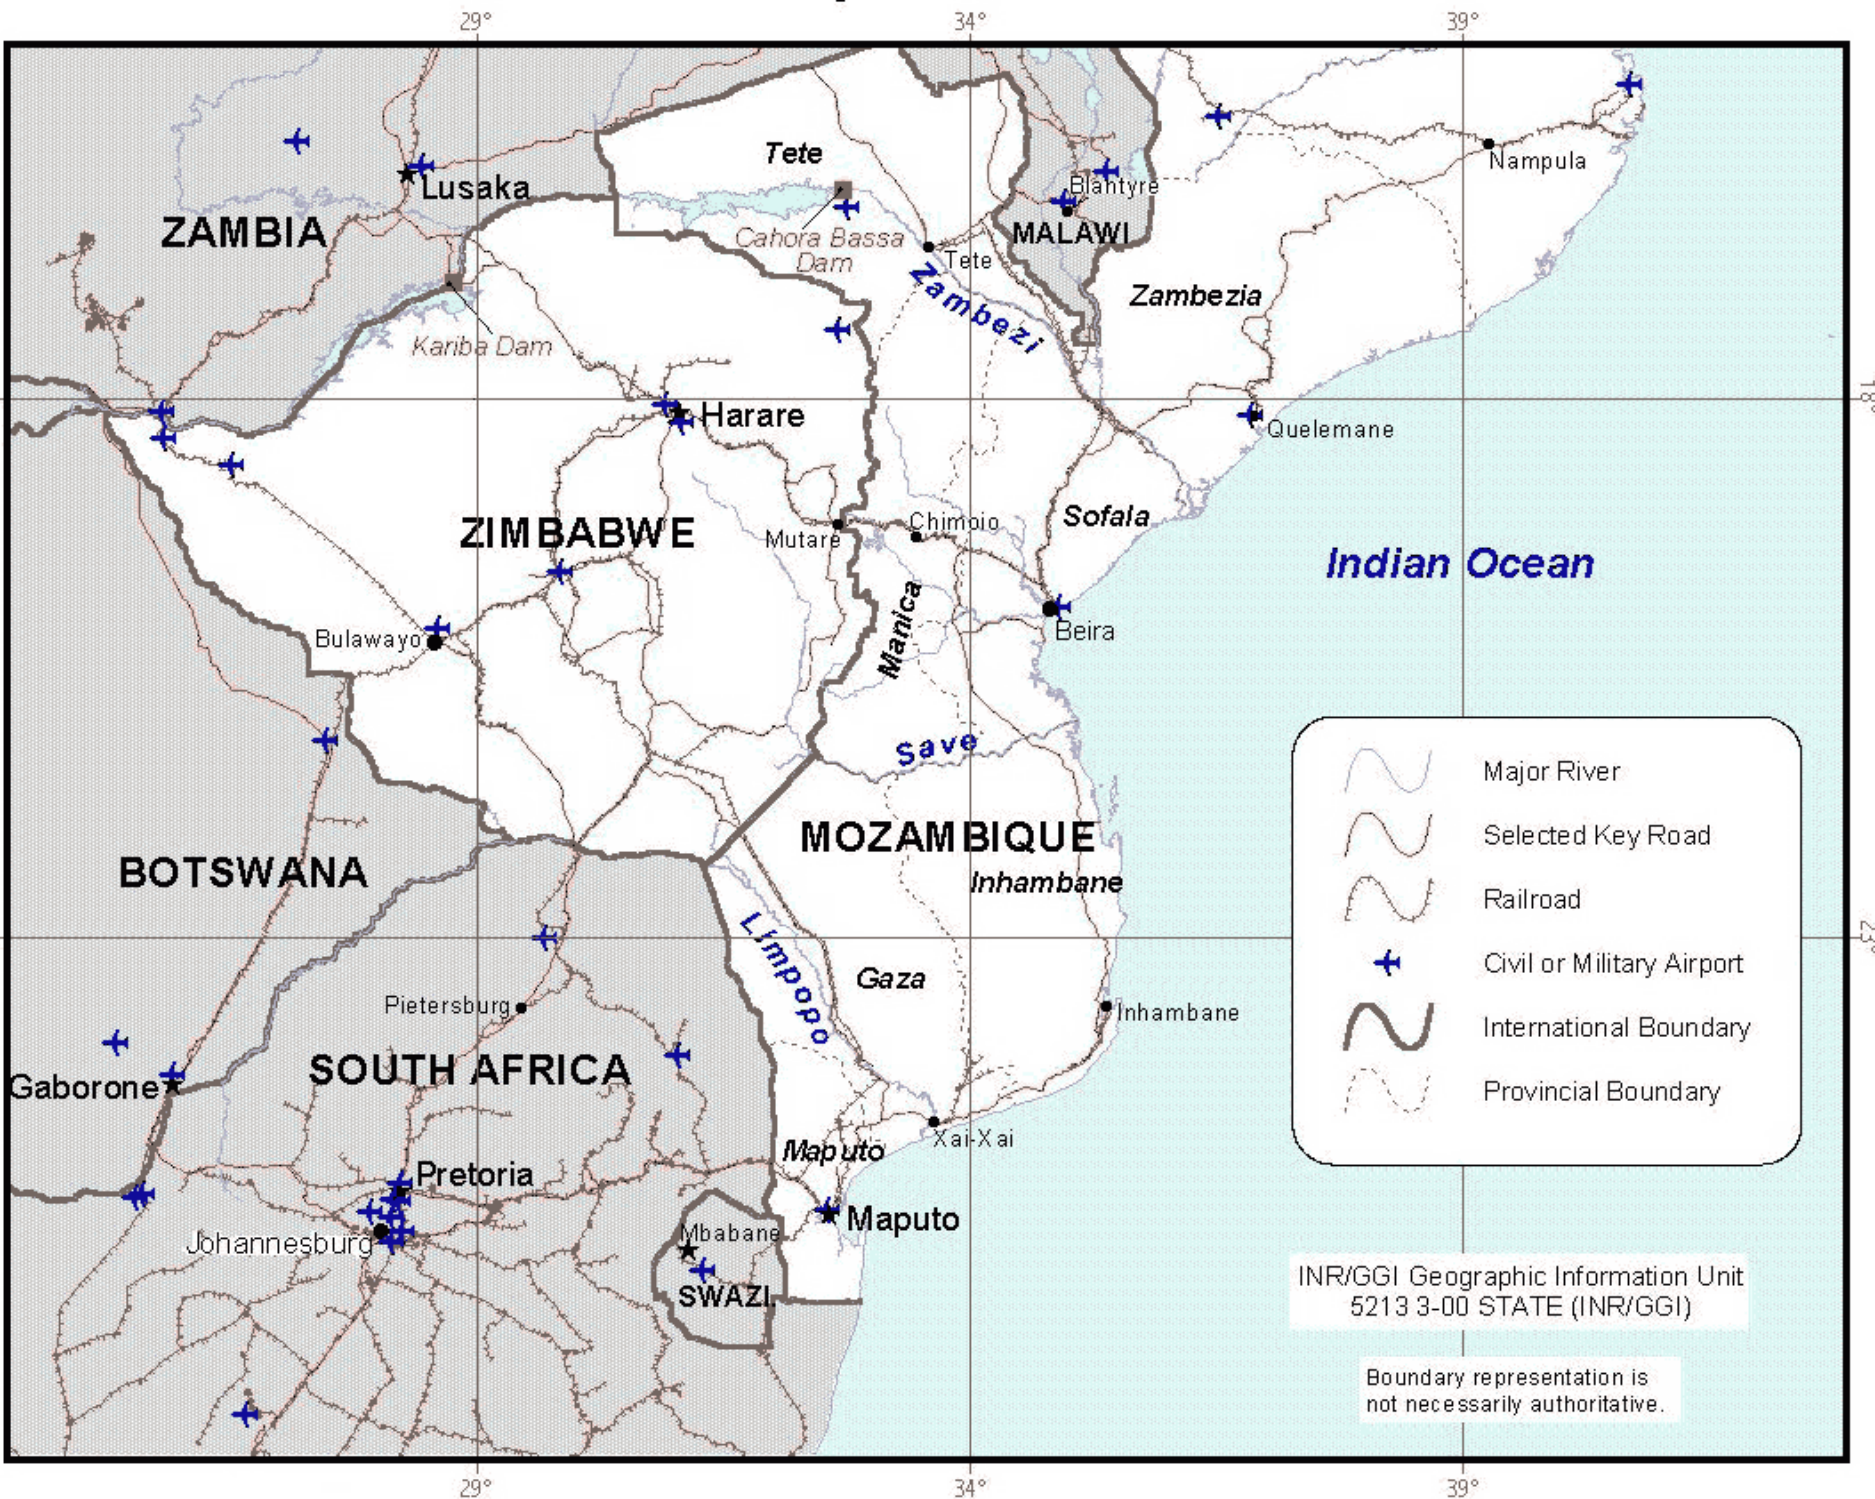 29°
34°
39°
Tete
Nampula
Lusaka
Blantyre
ZAMBIA
MALAWI
Cahora Bassa
Dam
Tete
Zambezi
Zambezia
Kariba Dam
18°
Harare
Quelemane
ZIMBABWE
Mutare
Chimoio
Sofala
Indian Ocean
Manica
Beira
Bulawayo
Save
Major River
MOZAMBIQUE
Selected Key Road
BOTSWANA
Inhambane
Railroad
23°
Limpopo
Gaza
Civil or Military Airport
Pietersburg
Inhambane
International Boundary
SOUTH AFRICA
Gaborone
Provincial Boundary
Xai-Xai
Maputo
Pretoria
Maputo
Mbabane
Johannesburg
SWAZI.
INR/GGI Geographic Information Unit
5213 3-00 STATE (INR/GGI)
Boundary representation is
not necessarily authoritative.
29°
34°
39°